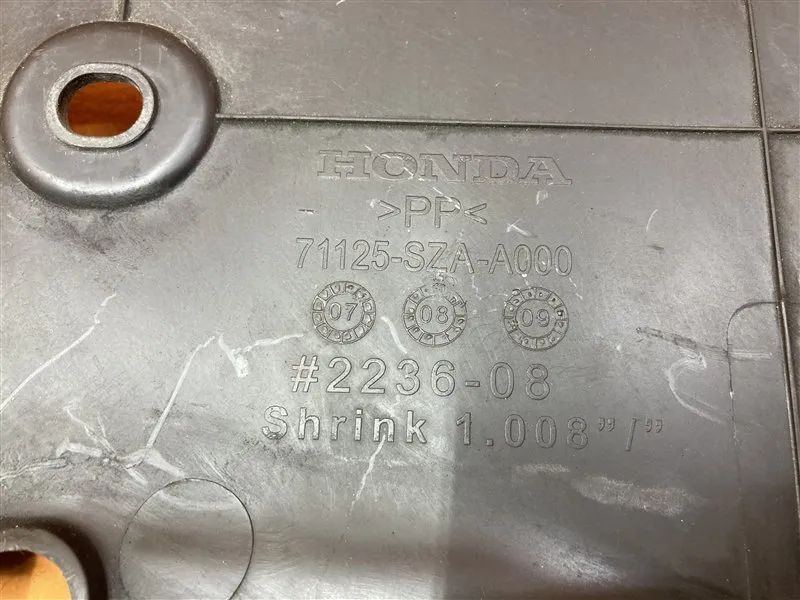 HONDA
>PP<
71125-SZA-A000
07 08 09
#2236-08
Shrink 1.008”/”